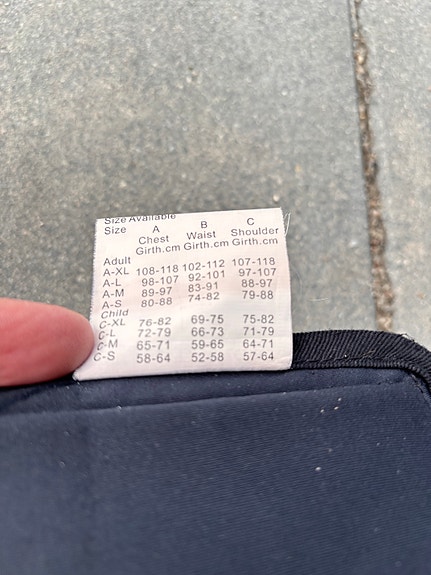 Size Available
Size A B C
Chest Waist Shoulder
Girth.cm Girth.cm Girth.cm
Adult
A-XL 108-118 102-112 107-118
A-L 98-107 92-101 97-107
A-M 89-97 83-91 88-97
A-S 80-88 74-82 79-88
Child
C-XL 76-82 69-75 75-82
C-L 72-79 66-73 71-79
C-M 65-71 59-65 64-71
C-S 58-64 52-58 57-64